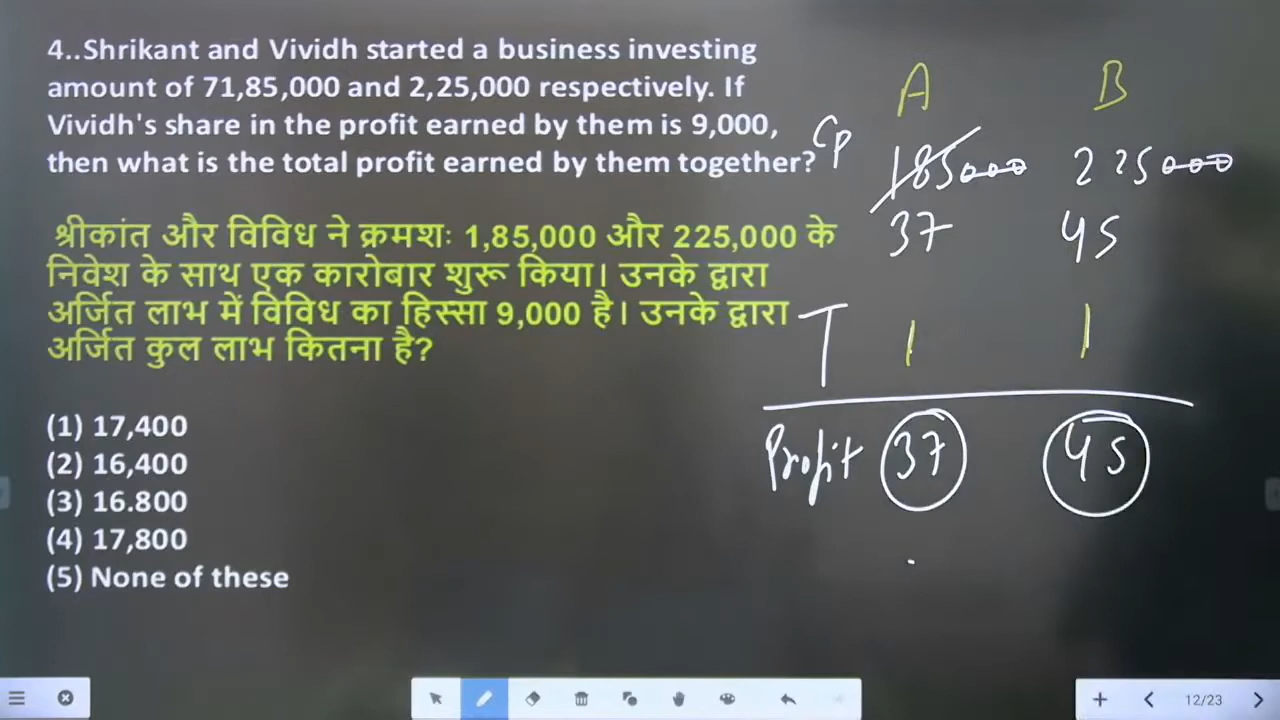 4..Shrikant and Vividh started a business investing
amount of 71,85,000 and 2,25,000 respectively. If
Vividh's share in the profit earned by them is 9,000,
then what is the total profit earned by them together?
श्रीकांत और विविध ने क्रमशः 1,85,000 और 225,000 के
निवेश के साथ एक कारोबार शुरू किया। उनके द्वारा
अर्जित लाभ में विविध का हिस्सा 9,000 है। उनके द्वारा
अर्जित कुल लाभ कितना है?
(1) 17,400
(2) 16,400
(3) 16.800
(4) 17,800
(5) None of these
A B
Cp 185000 225000
37 45
T 1 1
Profit 37 45
12/23